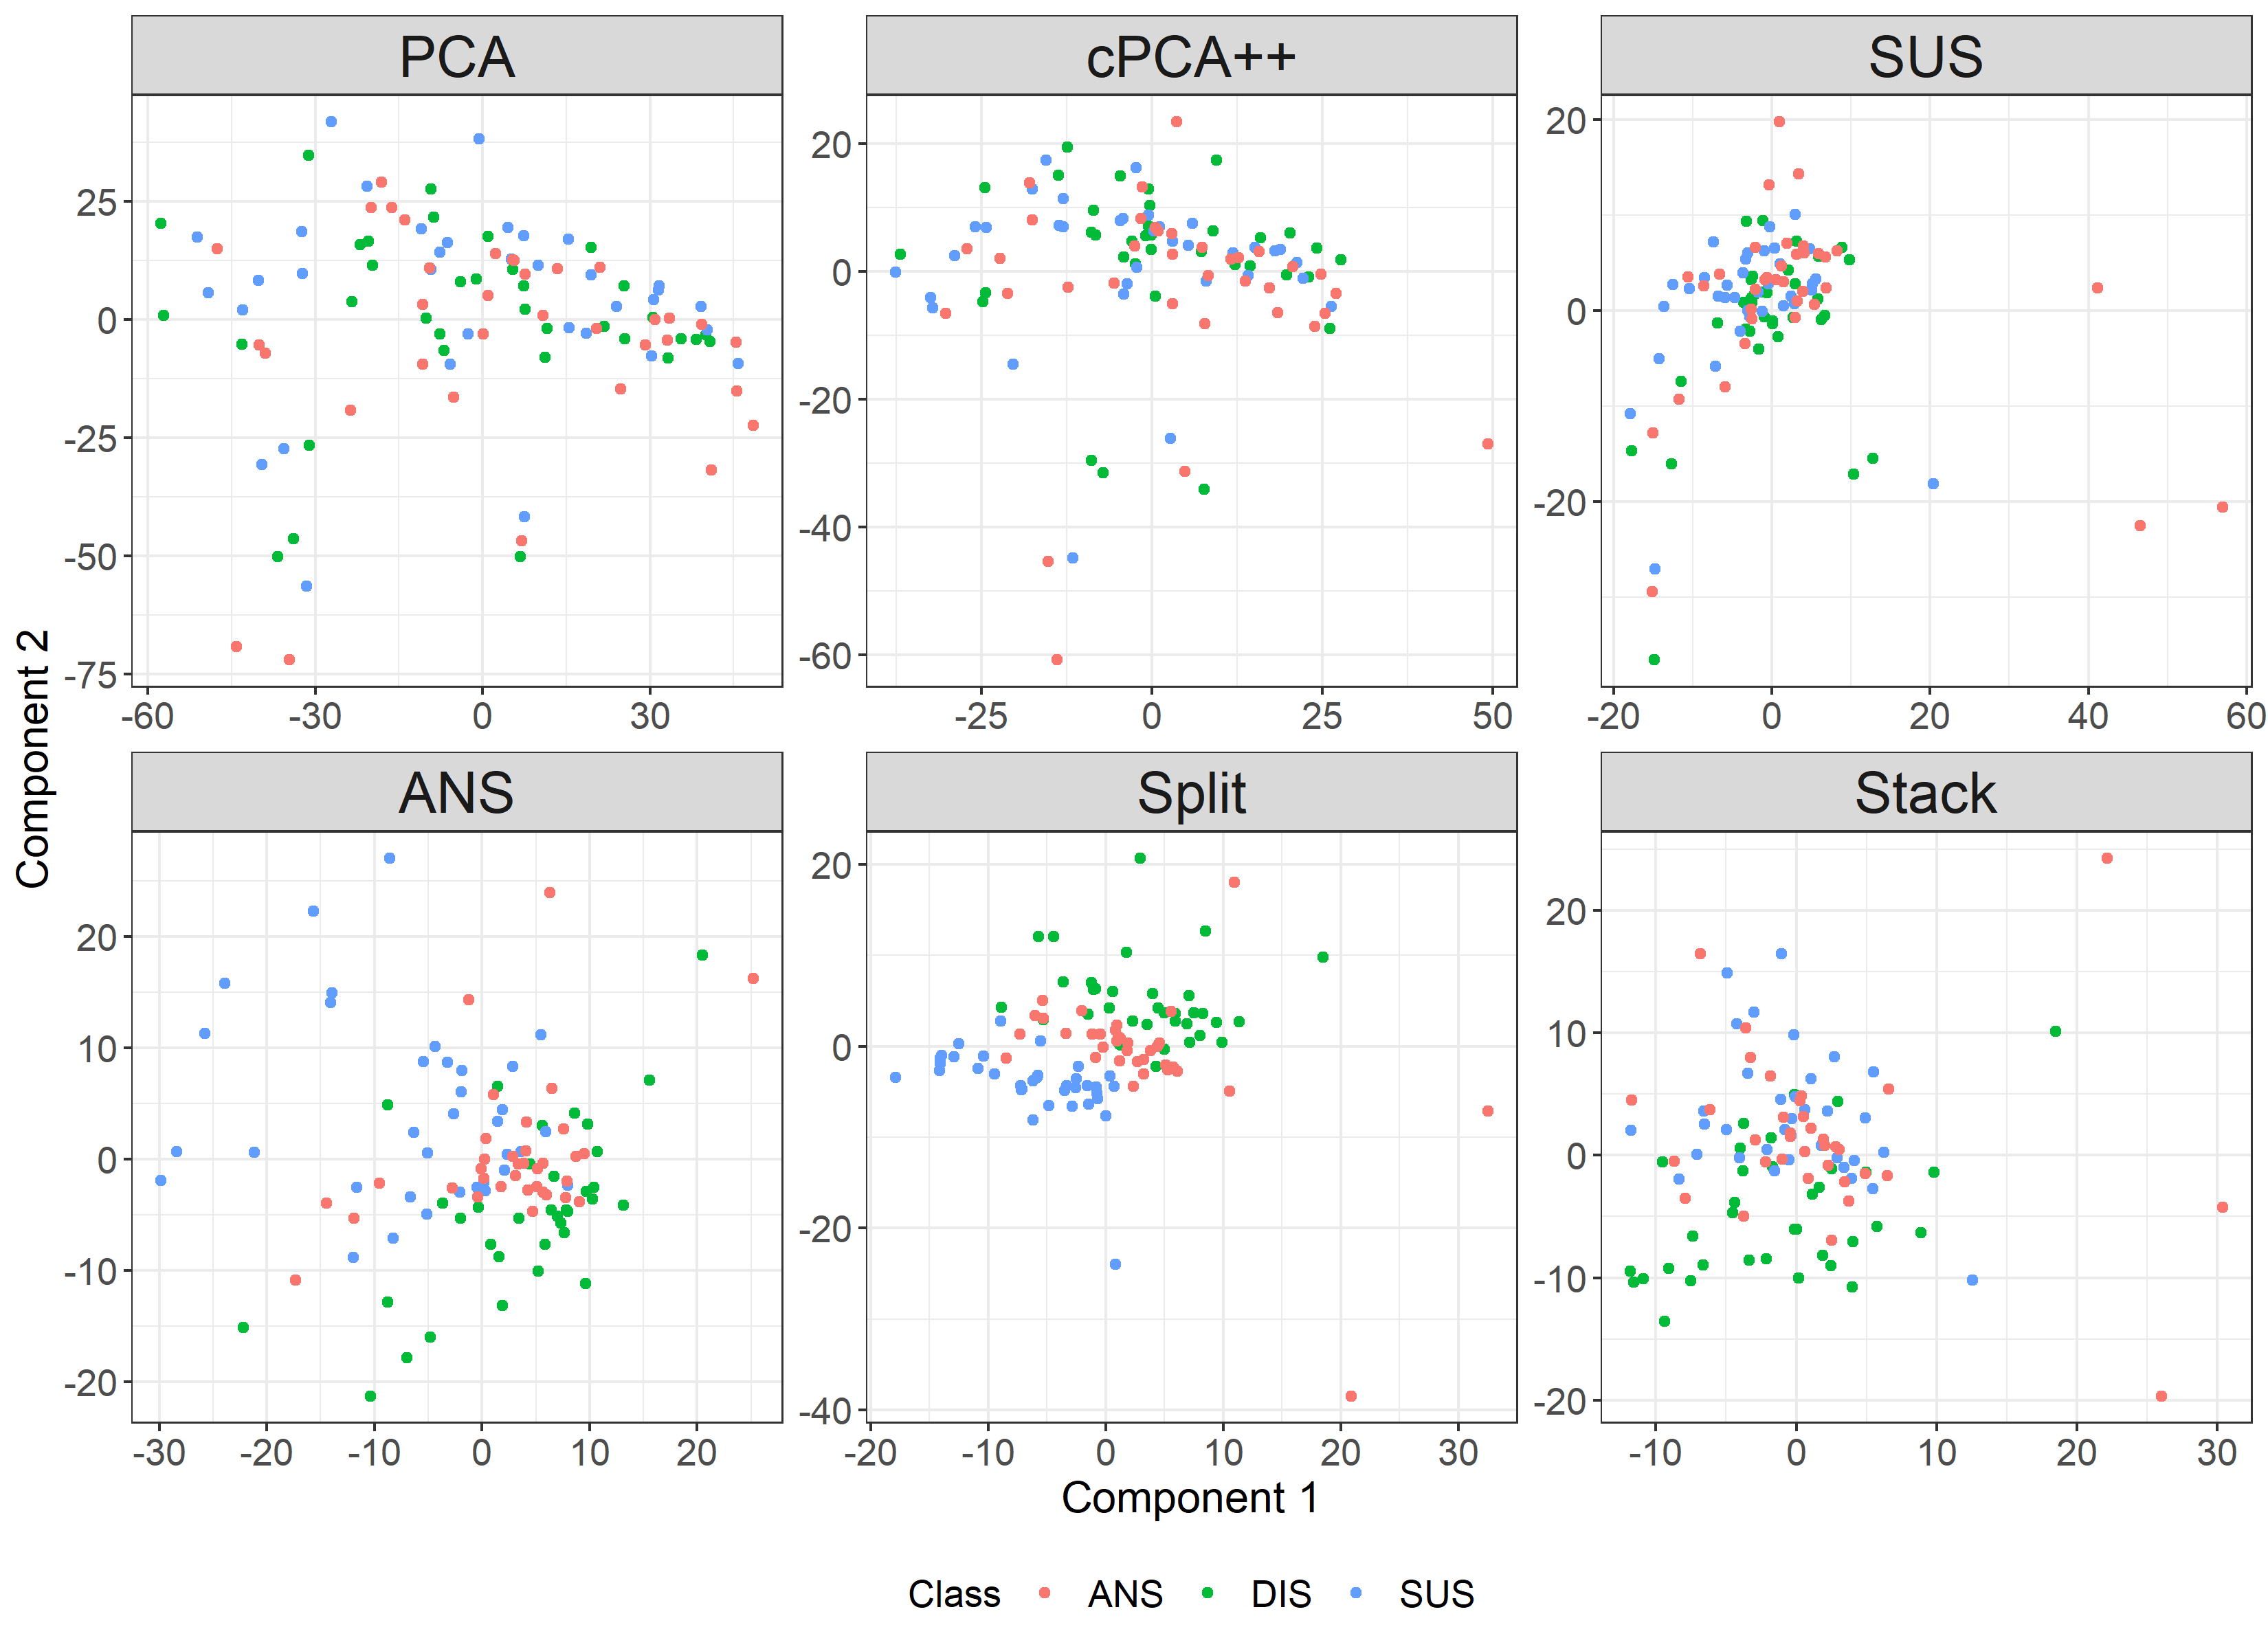 PCA cPCA++ SUS
25
0
-25
-50
-75
-60 -30 0 30
20
0
-20
-40
-60
-25 0 25 50
20
0
-20
-20 0 20 40 60
ANS Split Stack
20
10
0
-10
-20
-30 -20 -10 0 10 20
20
0
-20
-40
-20 -10 0 10 20 30
20
10
0
-10
-20
-10 0 10 20 30
Component 2
Component 1
Class ANS DIS SUS